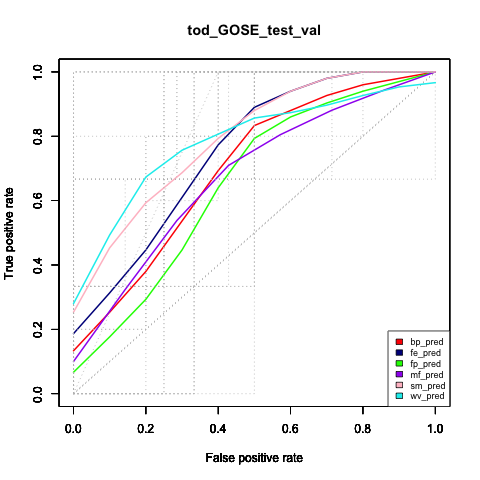 tod_GOSE_test_val
True positive rate
1.0
0.8
0.6
0.4
0.2
0.0
bp_pred
fe_pred
fp_pred
mf_pred
sm_pred
wv_pred
0.0 0.2 0.4 0.6 0.8 1.0
False positive rate